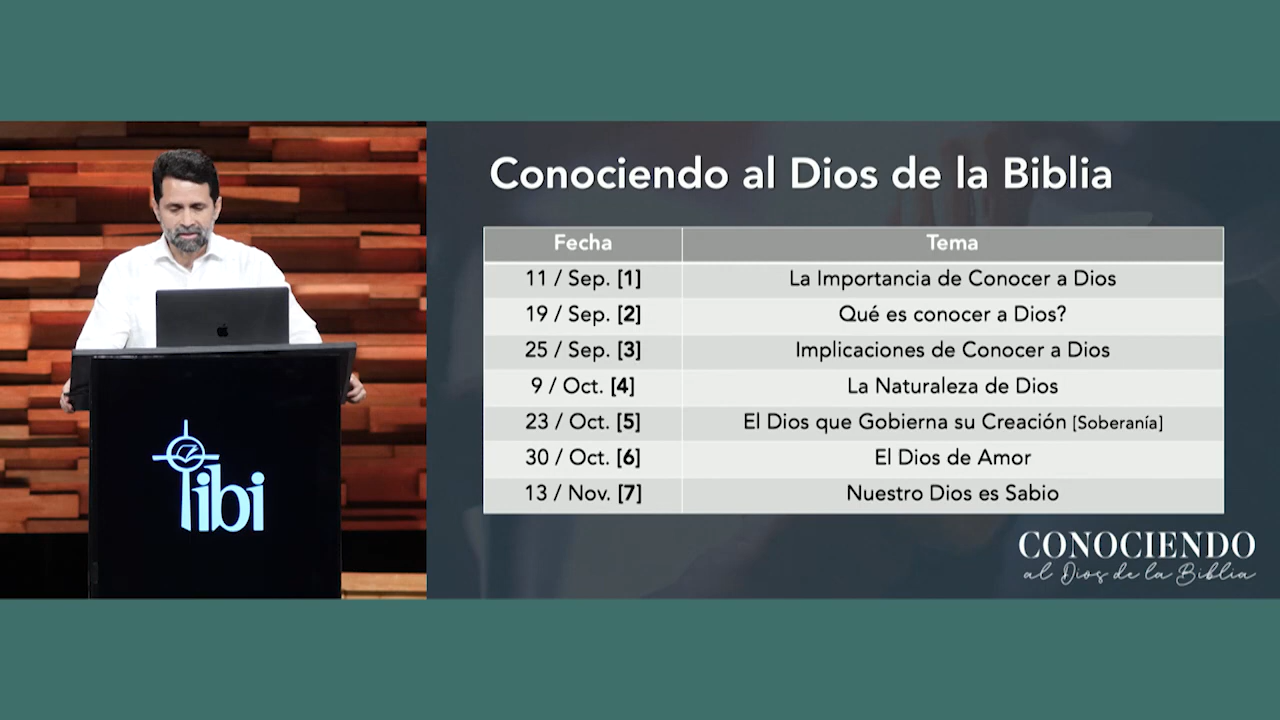 Conociendo al Dios de la Biblia
Fecha Tema
11 / Sep. [1] La Importancia de Conocer a Dios
19 / Sep. [2] Qué es conocer a Dios?
25 / Sep. [3] Implicaciones de Conocer a Dios
9 / Oct. [4] La Naturaleza de Dios
23 / Oct. [5] El Dios que Gobierna su Creación [Soberanía]
30 / Oct. [6] El Dios de Amor
13 / Nov. [7] Nuestro Dios es Sabio
ibi
CONOCIENDO
al Dios de la Biblia